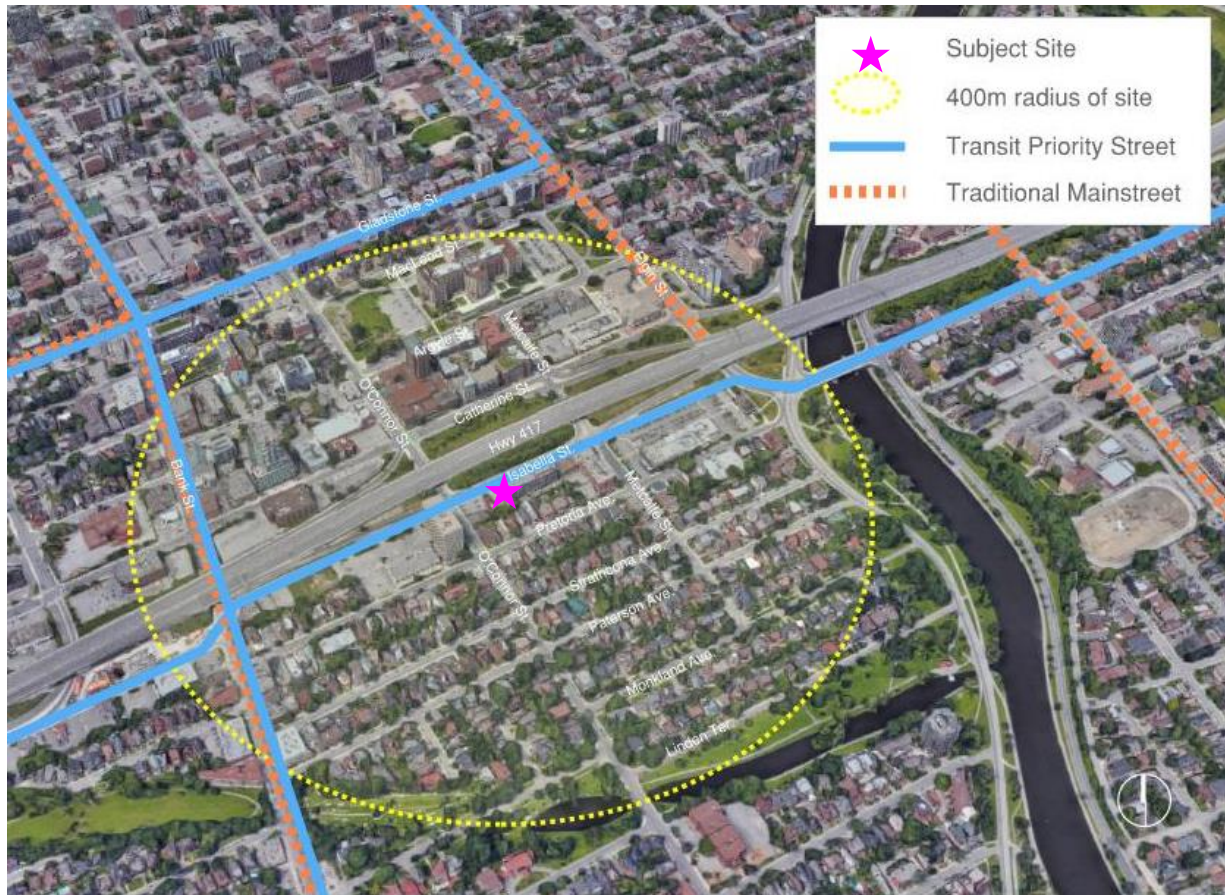 Subject Site
400m radius of site
Transit Priority Street
Traditional Mainstreet
Gladstone St.
MacLeod St.
Elgin St.
Argyle St.
Metcalfe St.
O'Connor St.
Catherine St.
Hwy 417
Isabella St.
Bank St.
Pretoria Ave.
Metcalfe St.
Strathcona Ave.
O'Connor St.
Paterson Ave.
Monkland Ave.
Linden Ter.